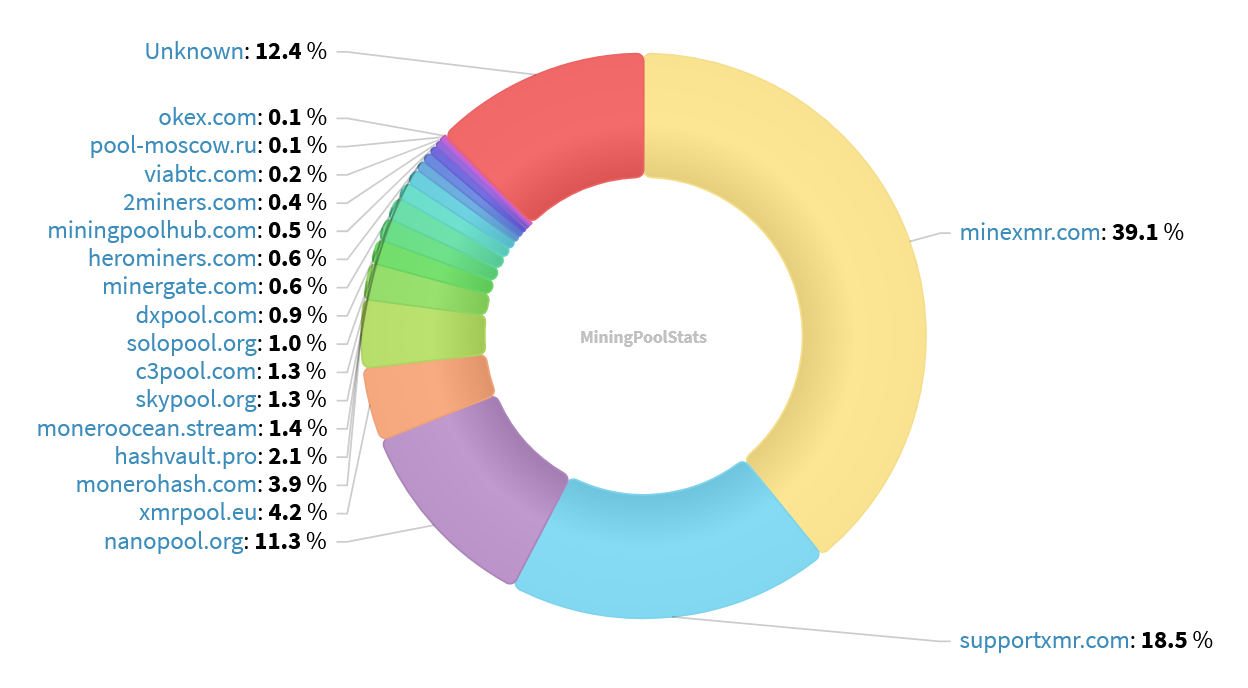 Unknown: 12.4 %
okex.com: 0.1 %
pool-moscow.ru: 0.1 %
viabtc.com: 0.2 %
2miners.com: 0.4 %
miningpoolhub.com: 0.5 %
herominers.com: 0.6 %
minergate.com: 0.6 %
dxpool.com: 0.9 %
solopool.org: 1.0 %
c3pool.com: 1.3 %
skypool.org: 1.3 %
moneroocean.stream: 1.4 %
hashvault.pro: 2.1 %
monerohash.com: 3.9 %
xmrpool.eu: 4.2 %
nanopool.org: 11.3 %
MiningPoolStats
minexmr.com: 39.1 %
supportxmr.com: 18.5 %